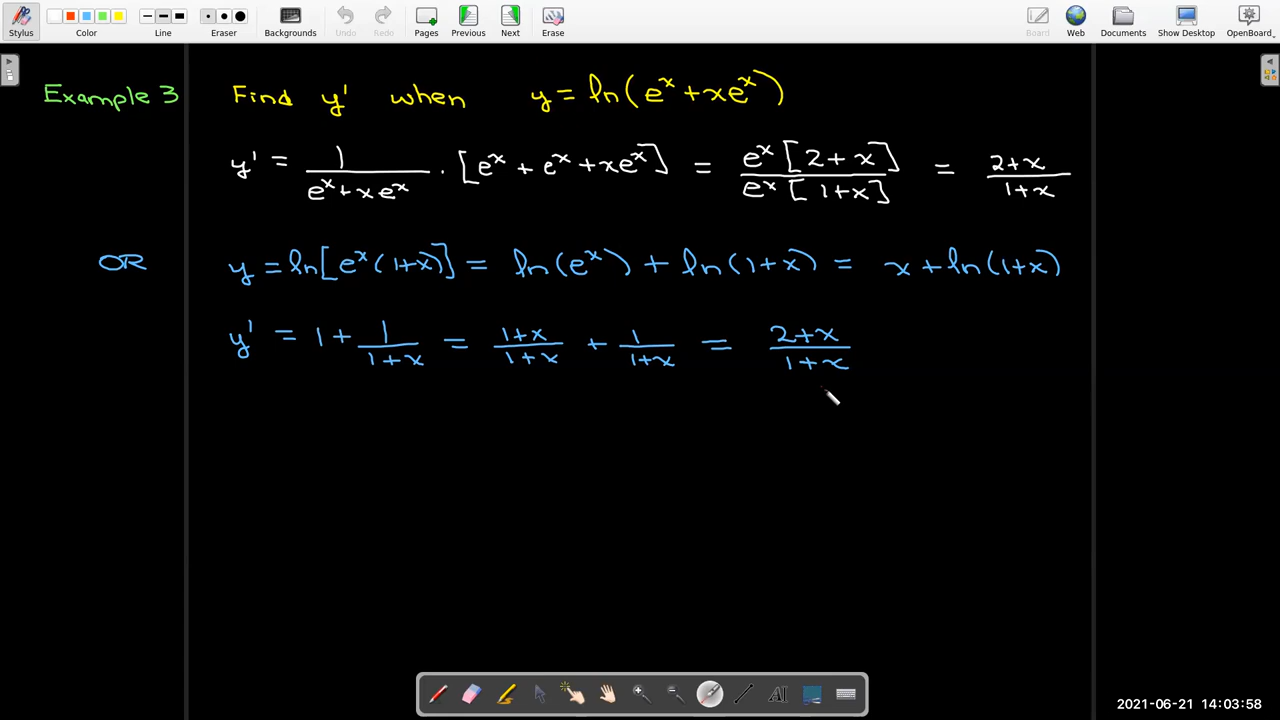 Stylus Color Line Eraser Backgrounds Undo Redo Pages Previous Next Erase Board Web Documents Show Desktop OpenBoard
Example 3 Find y' when y = ln(e^x + xe^x)
y' = 1/(e^x + xe^x) · [e^x + e^x + xe^x] = e^x[2+x]/e^x[1+x] = (2+x)/(1+x)
OR y = ln[e^x(1+x)] = ln(e^x) + ln(1+x) = x + ln(1+x)
y' = 1 + 1/(1+x) = (1+x)/(1+x) + 1/(1+x) = (2+x)/(1+x)
AI
2021-06-21 14:03:58